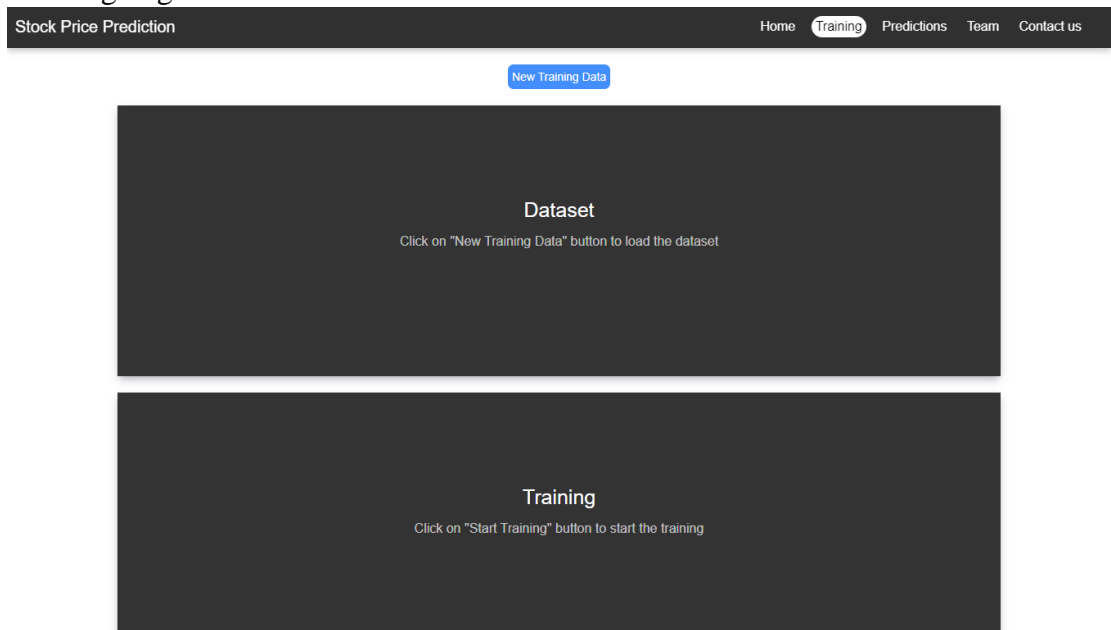 Stock Price Prediction Home Training Predictions Team Contact us
New Training Data
Dataset
Click on "New Training Data" button to load the dataset
Training
Click on "Start Training" button to start the training